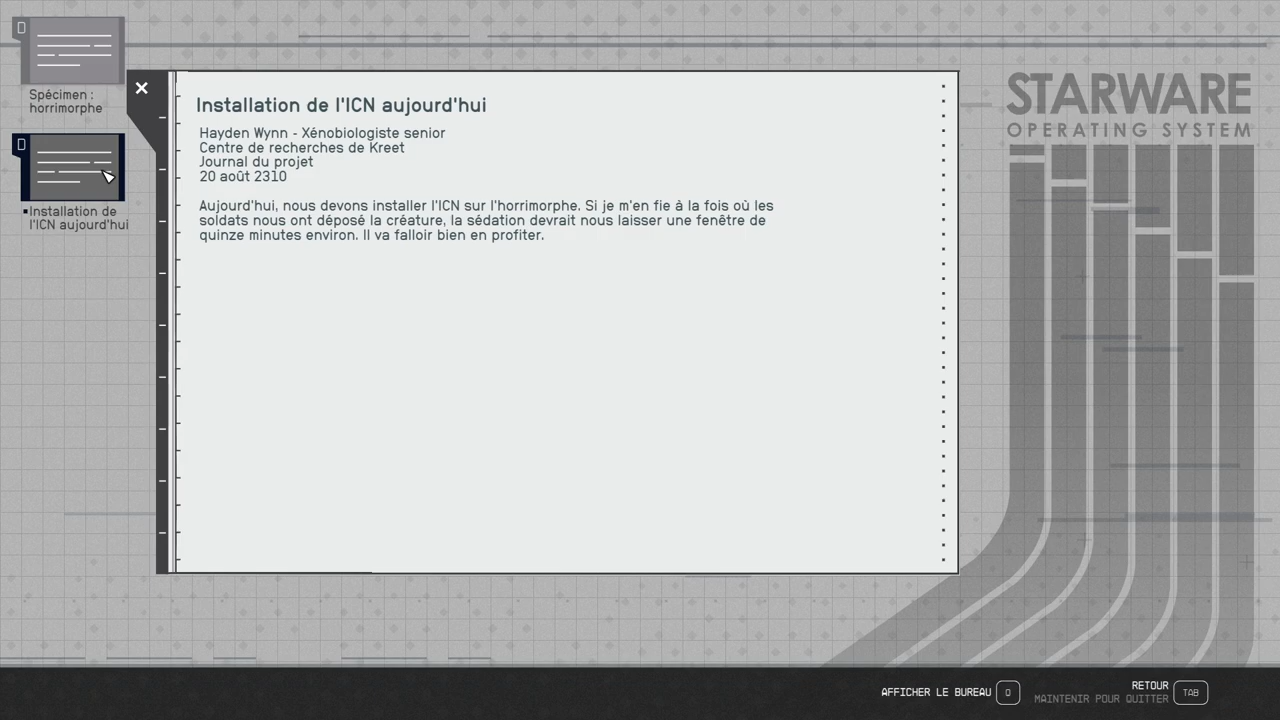 D
Spécimen :
horrimorphe
D
Installation de
l'ICN aujourd'hui
Installation de l'ICN aujourd'hui
Hayden Wynn - Xénobiologiste senior
Centre de recherches de Kreet
Journal du projet
20 août 2310
Aujourd'hui, nous devons installer l'ICN sur l'horrimorphe. Si je m'en fie à la fois où les
soldats nous ont déposé la créature, la sédation devrait nous laisser une fenêtre de
quinze minutes environ. Il va falloir bien en profiter.
STARWARE
OPERATING SYSTEM
AFFICHER LE BUREAU O
RETOUR
MAINTENIR POUR QUITTER TAB